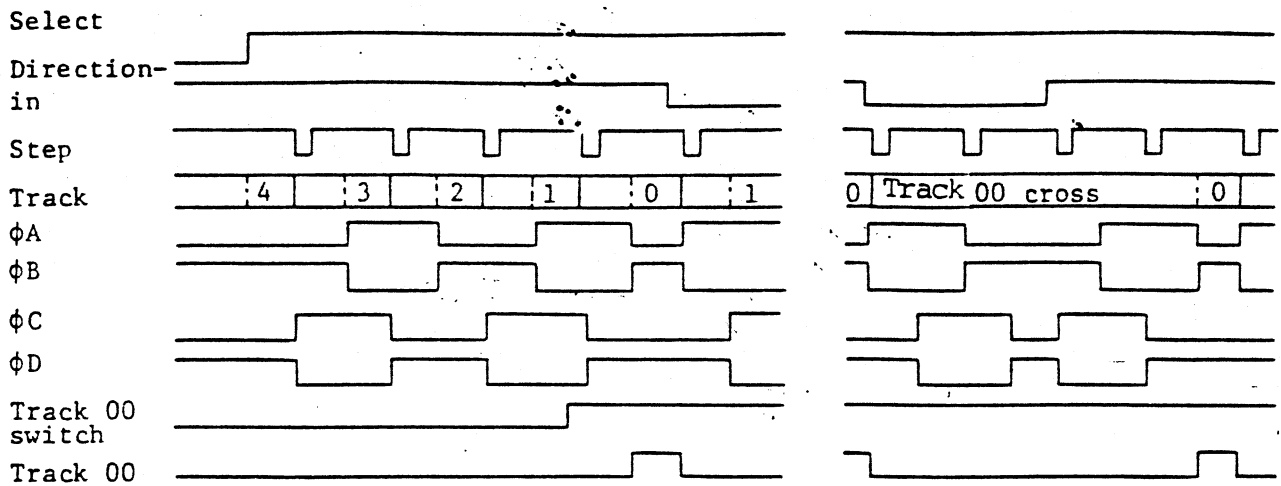 Select
Direction-
in
Step
Track 4 3 2 1 0 1 0 Track 00 cross 0
φA
φB
φC
φD
Track 00
switch
Track 00